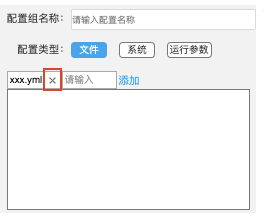 配置组名称： 请输入配置名称
配置类型： 文件 系统 运行参数
xxx.yml × 请输入 添加